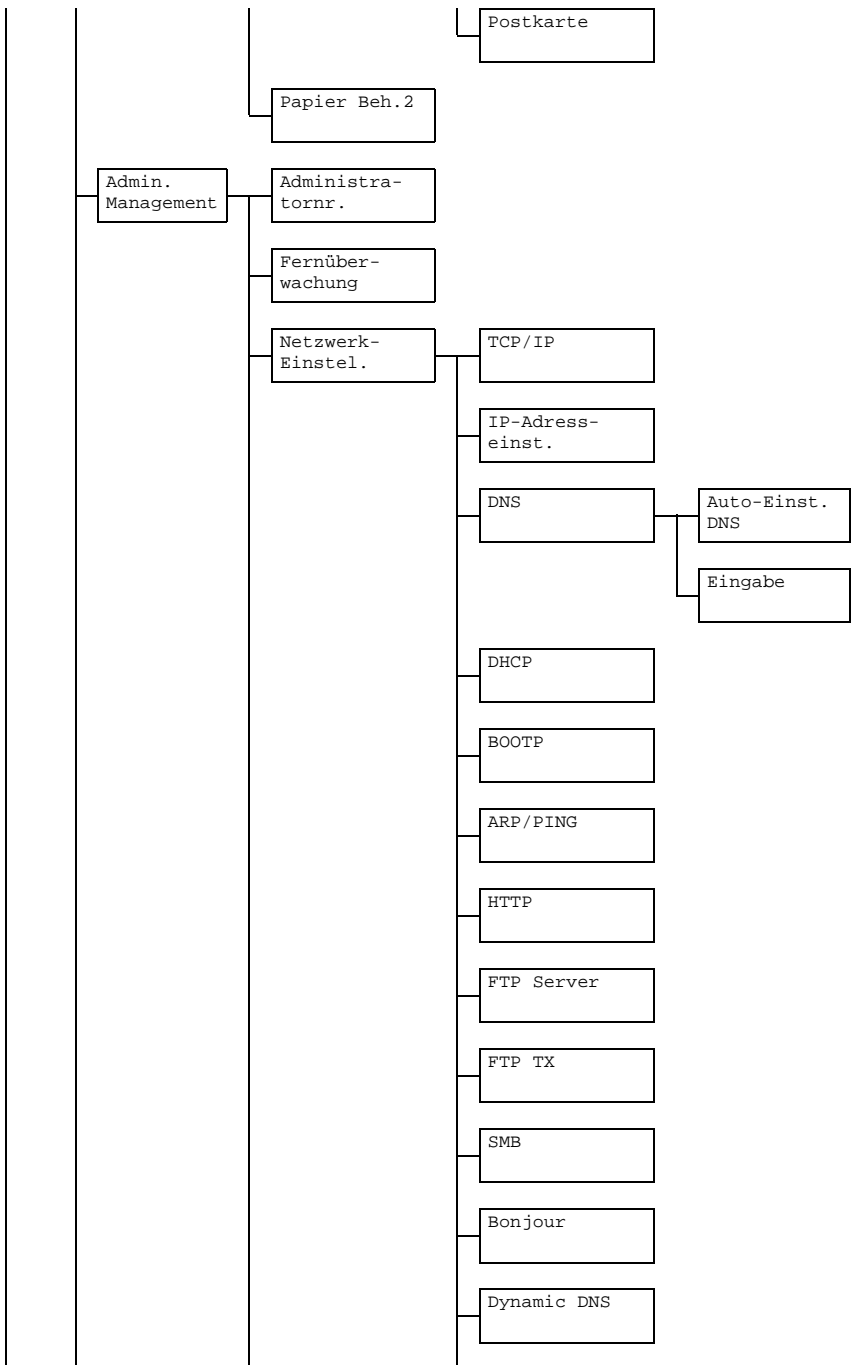 Postkarte
Papier Beh.2
Admin.
Management
Administra-
tornr.
Fernüber-
wachung
Netzwerk-
Einstel.
TCP/IP
IP-Adress-
einst.
DNS
Auto-Einst.
DNS
Eingabe
DHCP
BOOTP
ARP/PING
HTTP
FTP Server
FTP TX
SMB
Bonjour
Dynamic DNS